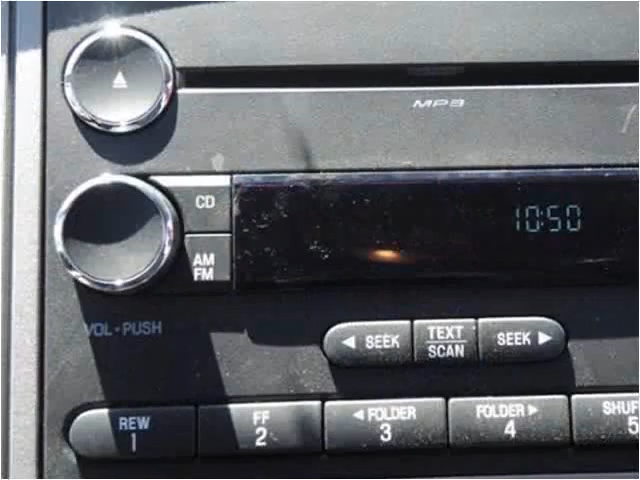 MP3
CD
10:50
AM
FM
VOL•PUSH
SEEK
TEXT
SCAN
SEEK
REW
1
FF
2
FOLDER
3
FOLDER
4
SHUF
5